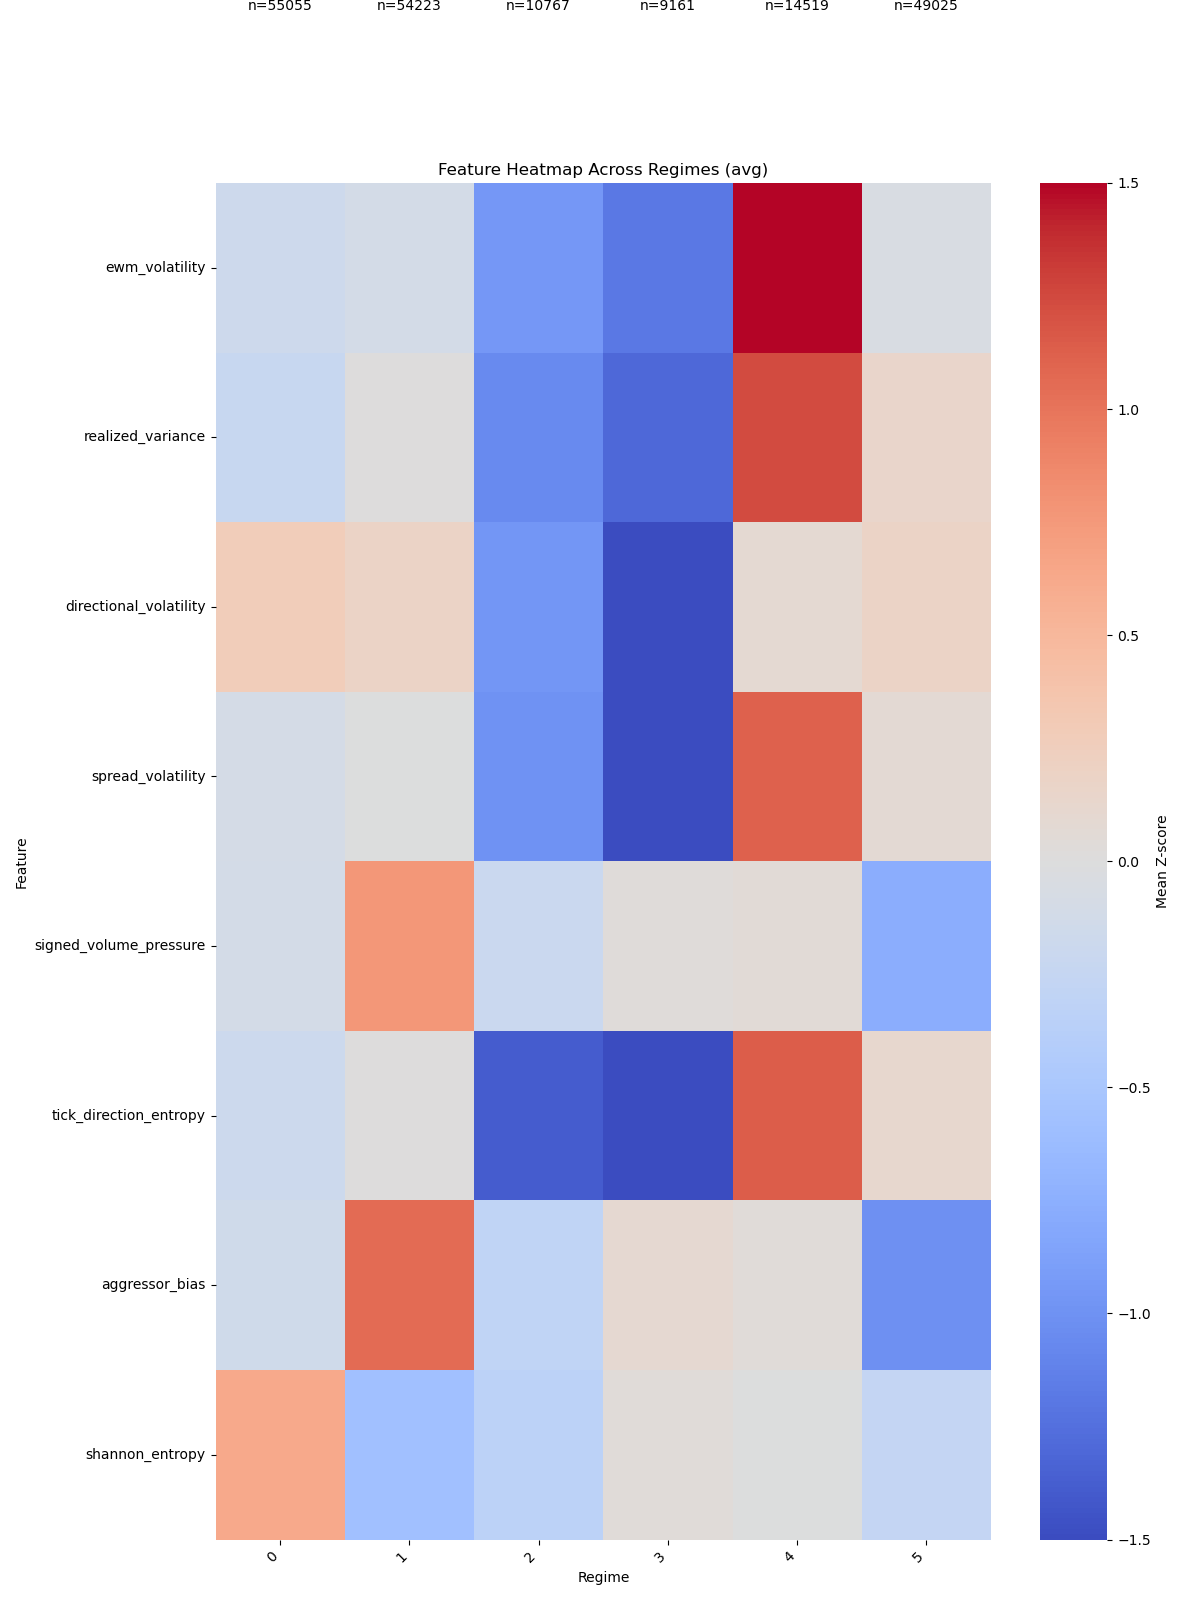 n=55055 n=54223 n=10767 n=9161 n=14519 n=49025
Feature Heatmap Across Regimes (avg)
ewm_volatility
realized_variance
directional_volatility
spread_volatility
signed_volume_pressure
tick_direction_entropy
aggressor_bias
shannon_entropy
Feature
0 1 2 3 4 5
Regime
1.5
1.0
0.5
0.0
−0.5
−1.0
−1.5
Mean Z-score